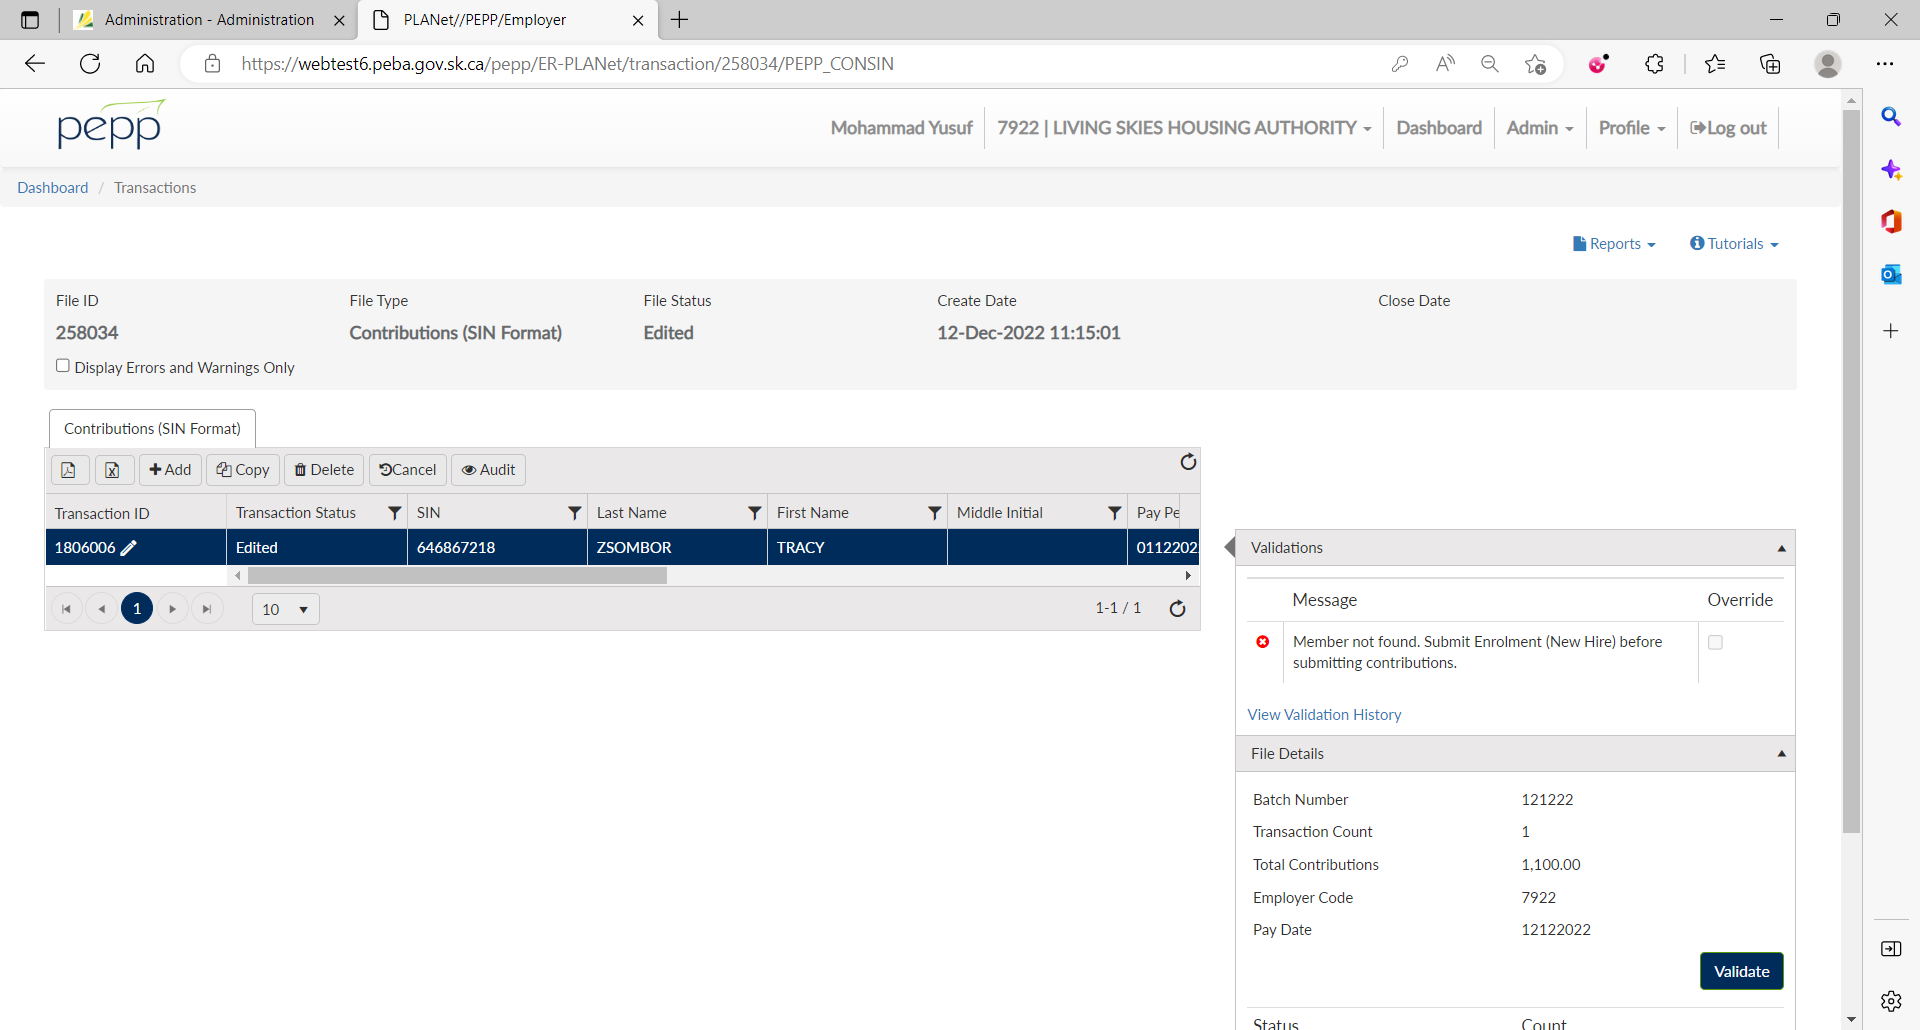 Administration - Administration
PLANet//PEPP/Employer
https://webtest6.peba.gov.sk.ca/pepp/ER-PLANet/transaction/258034/PEPP_CONSIN
pepp
Mohammad Yusuf
7922 | LIVING SKIES HOUSING AUTHORITY
Dashboard
Admin
Profile
Log out
Dashboard / Transactions
Reports
Tutorials
File ID
File Type
File Status
Create Date
Close Date
258034
Contributions (SIN Format)
Edited
12-Dec-2022 11:15:01
Display Errors and Warnings Only
Contributions (SIN Format)
Add
Copy
Delete
Cancel
Audit
Transaction ID
Transaction Status
SIN
Last Name
First Name
Middle Initial
Pay Pe
1806006
Edited
646867218
ZSOMBOR
TRACY
0112202
1
10
1-1 / 1
Validations
Message
Override
Member not found. Submit Enrolment (New Hire) before
submitting contributions.
View Validation History
File Details
Batch Number
121222
Transaction Count
1
Total Contributions
1,100.00
Employer Code
7922
Pay Date
12122022
Validate
Status
Count